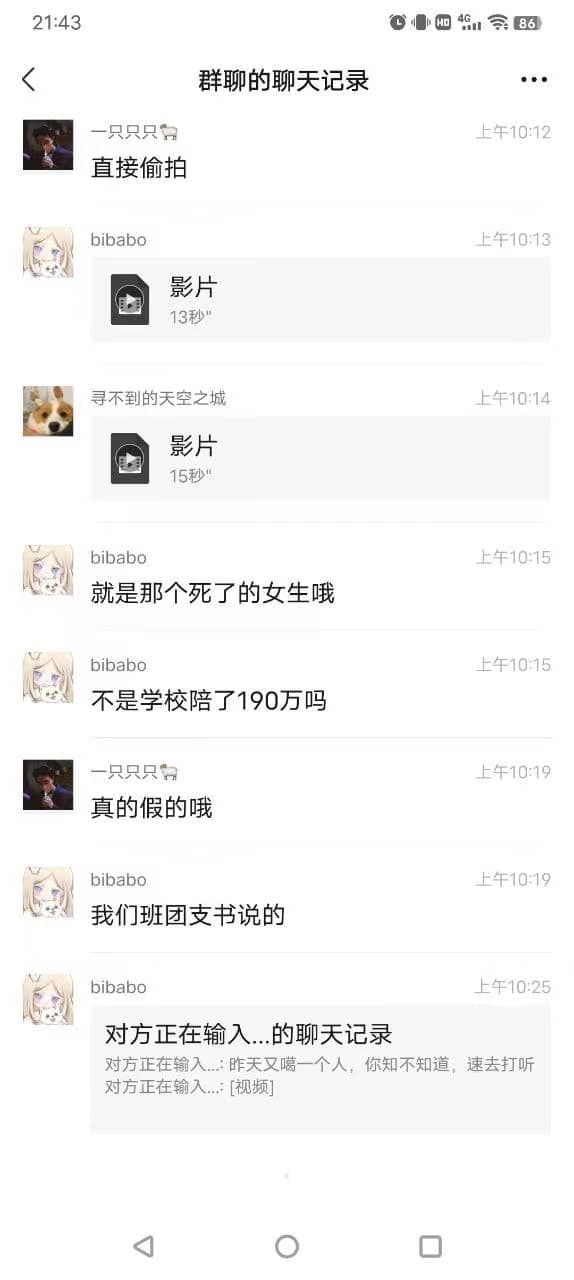 21:43
HD 4G 86
群聊的聊天记录
一只只只🐑
上午10:12
直接偷拍
bibabo
上午10:13
影片
13秒"
寻不到的天空之城
上午10:14
影片
15秒"
bibabo
上午10:15
就是那个死了的女生哦
bibabo
上午10:15
不是学校陪了190万吗
一只只只🐑
上午10:19
真的假的哦
bibabo
上午10:19
我们班团支书说的
bibabo
上午10:25
对方正在输入...的聊天记录
对方正在输入...: 昨天又噶一个人，你知不知道，速去打听
对方正在输入...: [视频]